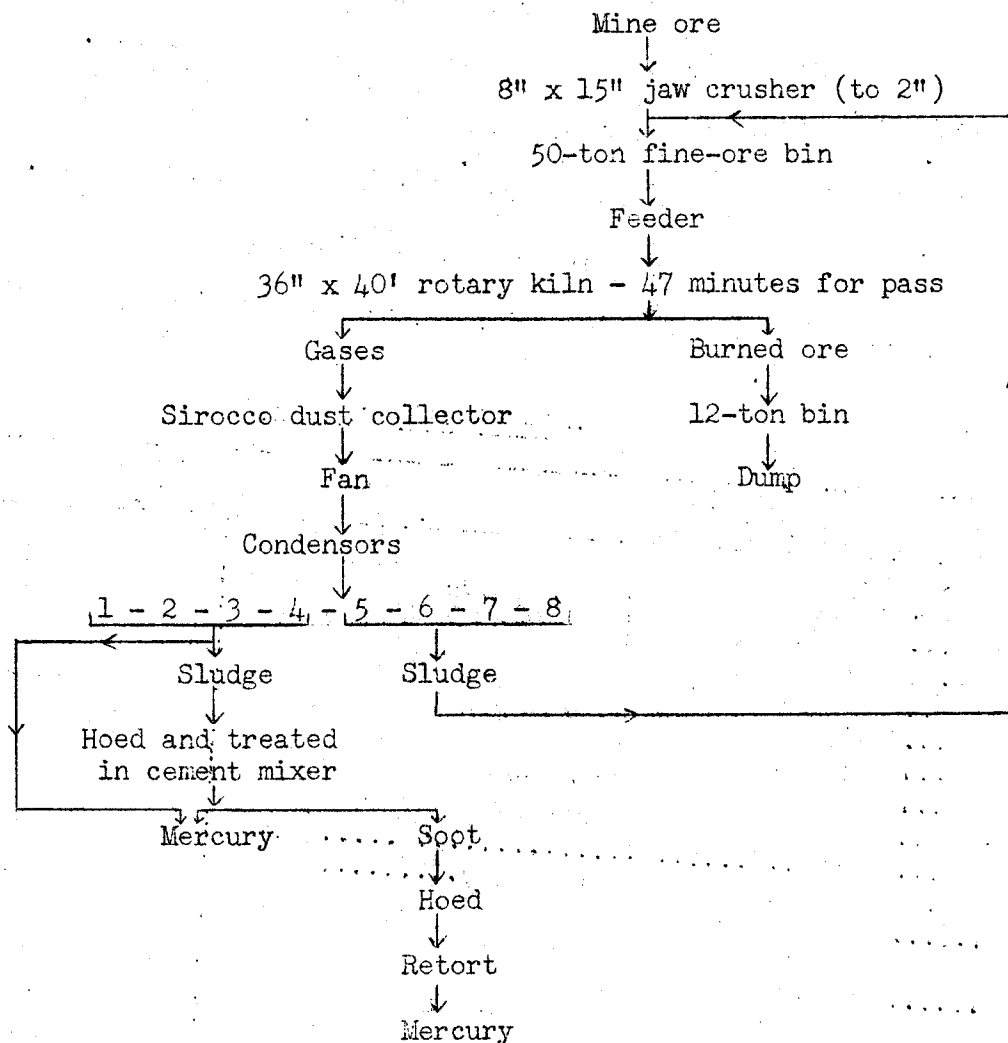 Mine ore
8" x 15" jaw crusher (to 2")
50-ton fine-ore bin
Feeder
36" x 40' rotary kiln - 47 minutes for pass
Gases Burned ore
Sirocco dust collector 12-ton bin
Fan Dump
Condensors
1 - 2 - 3 - 4 - 5 - 6 - 7 - 8
Sludge Sludge
Hoed and treated
in cement mixer
Mercury Soot
Hoed
Retort
Mercury